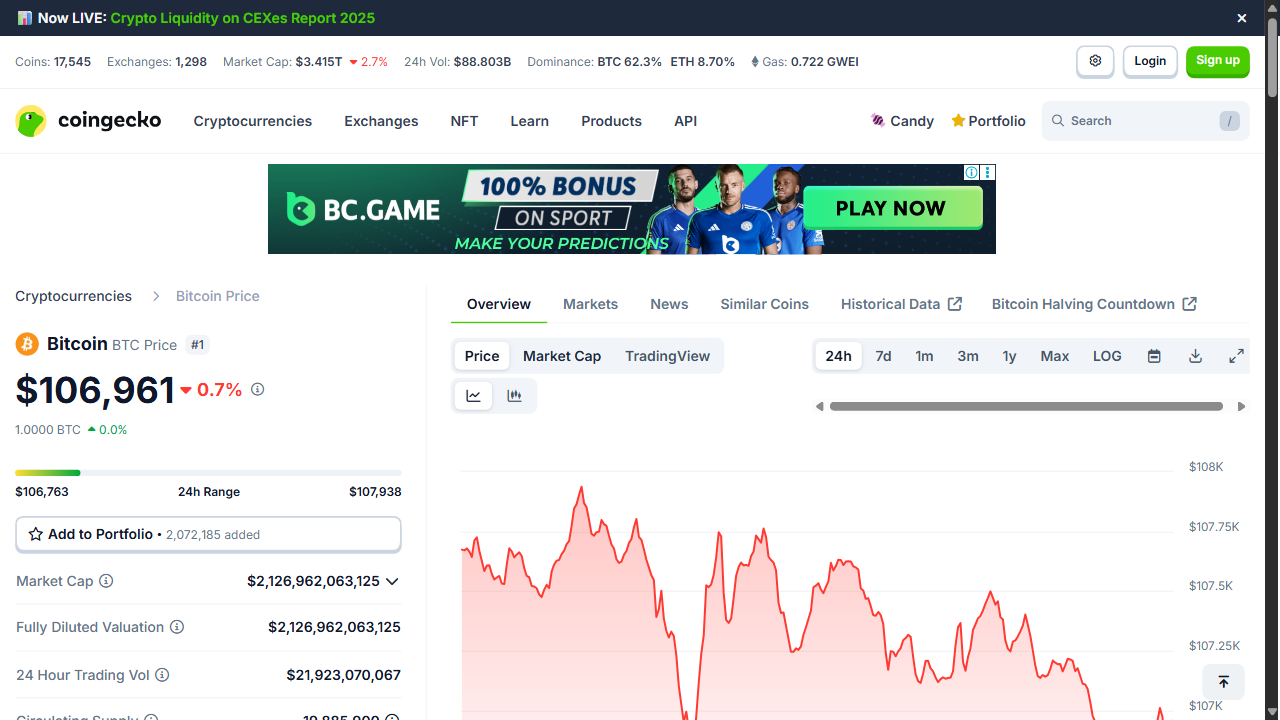 Now LIVE: Crypto Liquidity on CEXes Report 2025
Coins: 17,545 Exchanges: 1,298 Market Cap: $3.415T 2.7% 24h Vol: $88.803B Dominance: BTC 62.3% ETH 8.70% Gas: 0.722 GWEI
Login
Sign up
coingecko
Cryptocurrencies Exchanges NFT Learn Products API
Candy Portfolio
Search /
BC.GAME
100% BONUS
ON SPORT
MAKE YOUR PREDICTIONS
PLAY NOW
Cryptocurrencies Bitcoin Price
Bitcoin BTC Price #1
$106,961 0.7%
1.0000 BTC 0.0%
$106,763 24h Range $107,938
Add to Portfolio • 2,072,185 added
Market Cap $2,126,962,063,125
Fully Diluted Valuation $2,126,962,063,125
24 Hour Trading Vol $21,923,070,067
Circulating Supply 19,885,000
Overview Markets News Similar Coins Historical Data Bitcoin Halving Countdown
Price Market Cap TradingView
24h 7d 1m 3m 1y Max LOG
$108K
$107.75K
$107.5K
$107.25K
$107K